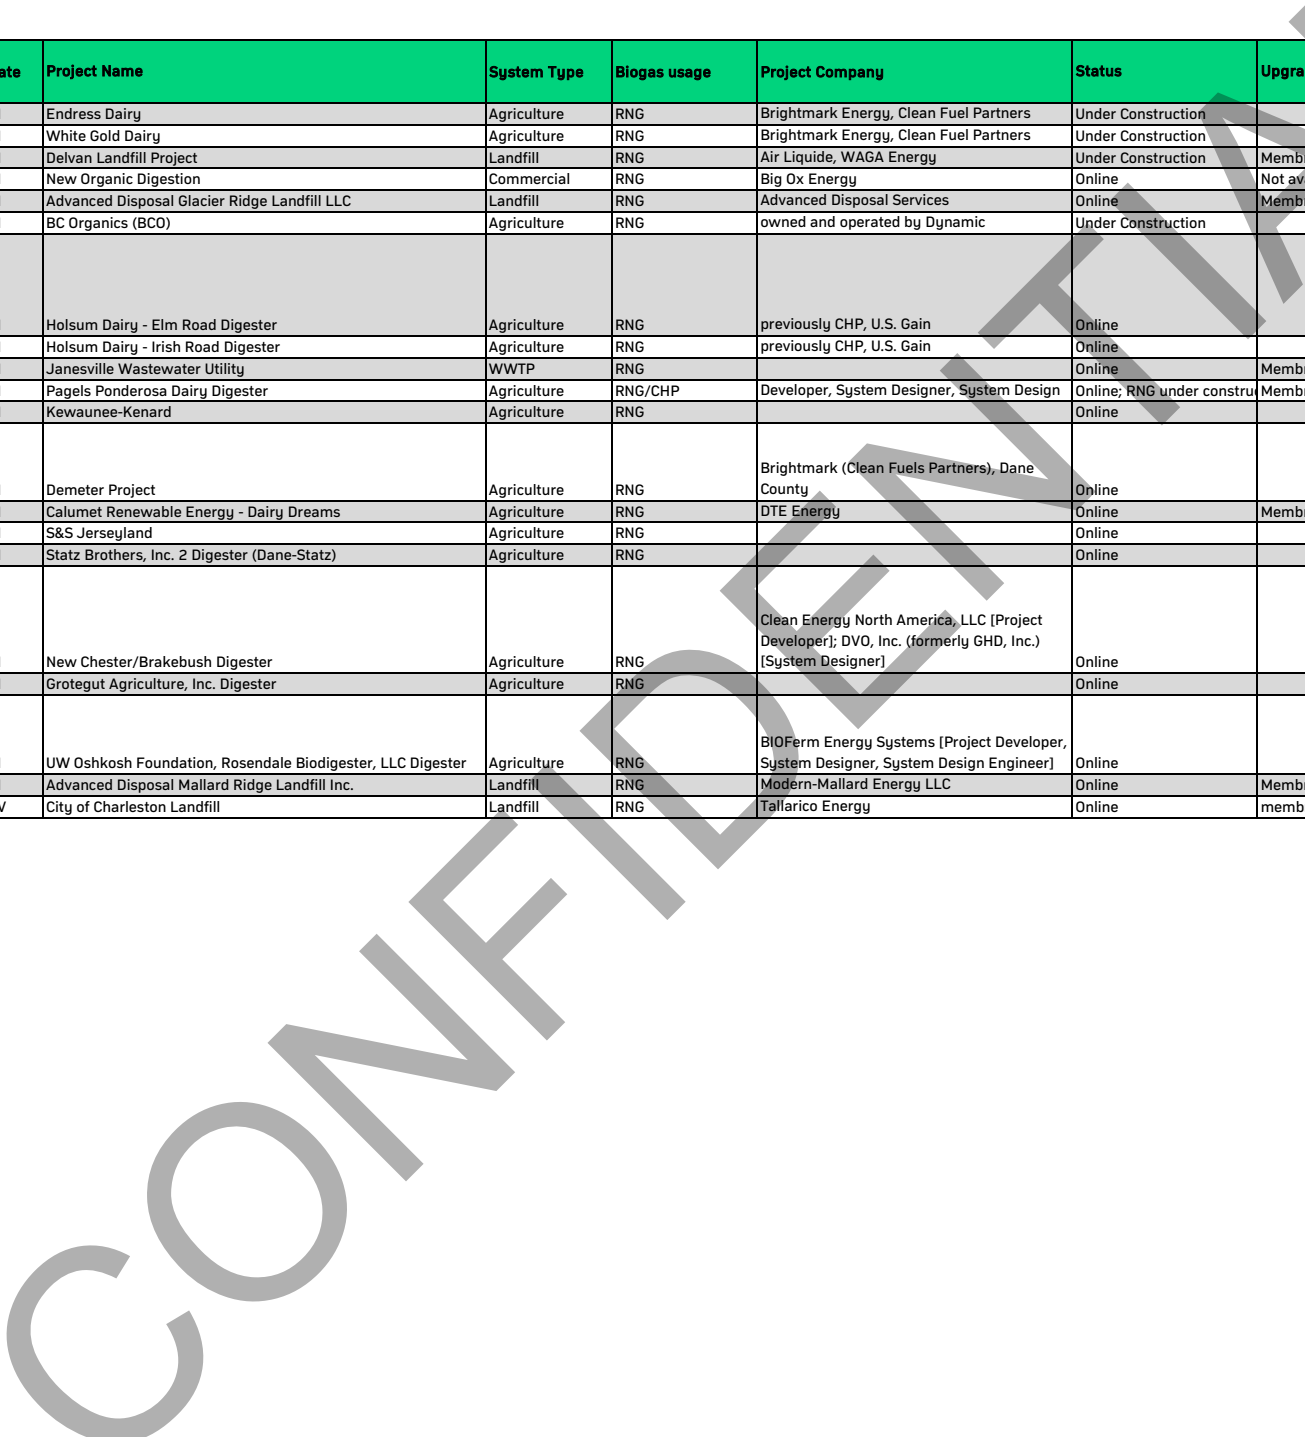 ate Project Name System Type Biogas usage Project Company Status Upgra
Endress Dairy Agriculture RNG Brightmark Energy, Clean Fuel Partners Under Construction
White Gold Dairy Agriculture RNG Brightmark Energy, Clean Fuel Partners Under Construction
Delvan Landfill Project Landfill RNG Air Liquide, WAGA Energy Under Construction Memb
New Organic Digestion Commercial RNG Big Ox Energy Online Not av
Advanced Disposal Glacier Ridge Landfill LLC Landfill RNG Advanced Disposal Services Online Memb
BC Organics (BCO) Agriculture RNG owned and operated by Dynamic Under Construction
Holsum Dairy - Elm Road Digester Agriculture RNG previously CHP, U.S. Gain Online
Holsum Dairy - Irish Road Digester Agriculture RNG previously CHP, U.S. Gain Online
Janesville Wastewater Utility WWTP RNG Online Memb
Pagels Ponderosa Dairy Digester Agriculture RNG/CHP Developer, System Designer, System Design Online; RNG under constru Memb
Kewaunee-Kenard Agriculture RNG Online
Brightmark (Clean Fuels Partners), Dane
Demeter Project Agriculture RNG County Online
Calumet Renewable Energy - Dairy Dreams Agriculture RNG DTE Energy Online Memb
S&S Jerseyland Agriculture RNG Online
Statz Brothers, Inc. 2 Digester (Dane-Statz) Agriculture RNG Online
Clean Energy North America, LLC [Project
Developer]; DVO, Inc. (formerly GHD, Inc.)
New Chester/Brakebush Digester Agriculture RNG [System Designer] Online
Grotegut Agriculture, Inc. Digester Agriculture RNG Online
BIOFerm Energy Systems [Project Developer,
UW Oshkosh Foundation, Rosendale Biodigester, LLC Digester Agriculture RNG System Designer, System Design Engineer] Online
Advanced Disposal Mallard Ridge Landfill Inc. Landfill RNG Modern-Mallard Energy LLC Online Memb
V City of Charleston Landfill Landfill RNG Tallarico Energy Online memb
CONFIDENTIA